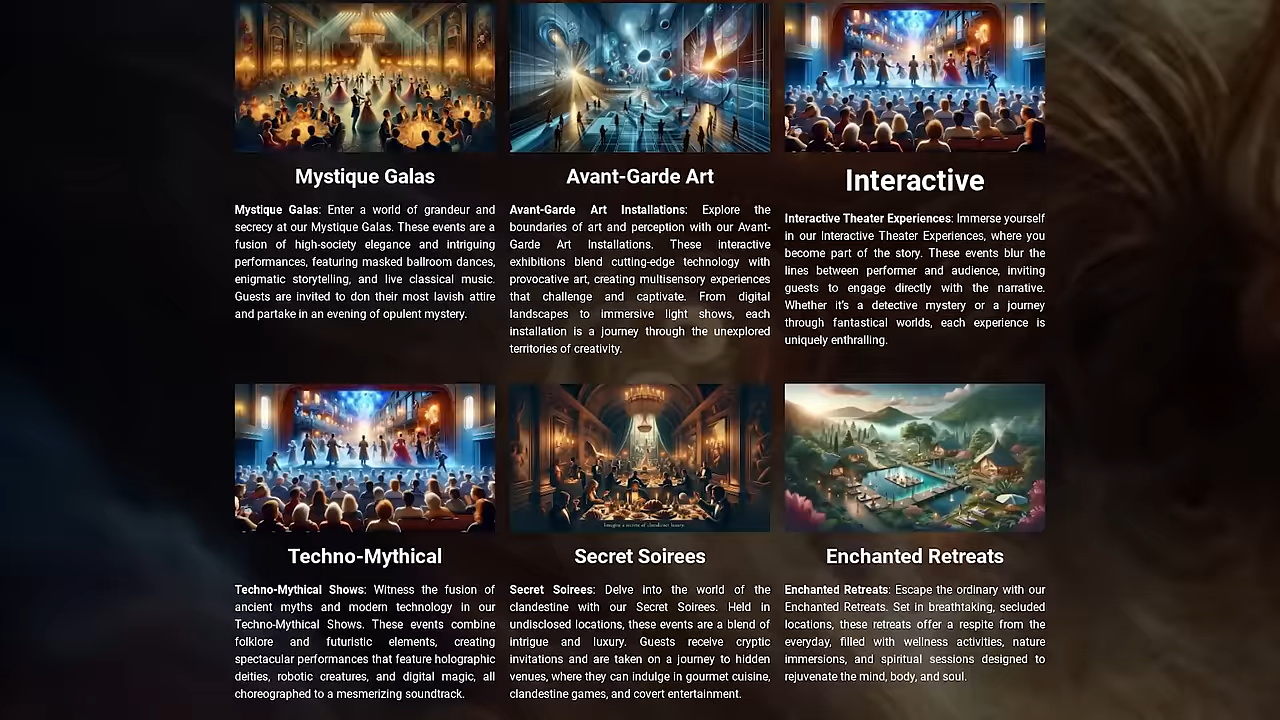 Mystique Galas
Mystique Galas: Enter a world of grandeur and
secrecy at our Mystique Galas. These events are a
fusion of high-society elegance and intriguing
performances, featuring masked ballroom dances,
enigmatic storytelling, and live classical music.
Guests are invited to don their most lavish attire
and partake in an evening of opulent mystery.
Avant-Garde Art
Avant-Garde Art Installations: Explore the
boundaries of art and perception with our Avant-
Garde Art Installations. These interactive
exhibitions blend cutting-edge technology with
provocative art, creating multisensory experiences
that challenge and captivate. From digital
landscapes to immersive light shows, each
installation is a journey through the unexplored
territories of creativity.
Interactive
Interactive Theater Experiences: Immerse yourself
in our Interactive Theater Experiences, where you
become part of the story. These events blur the
lines between performer and audience, inviting
guests to engage directly with the narrative.
Whether it's a detective mystery or a journey
through fantastical worlds, each experience is
uniquely enthralling.
Techno-Mythical
Techno-Mythical Shows: Witness the fusion of
ancient myths and modern technology in our
Techno-Mythical Shows. These events combine
folklore and futuristic elements, creating
spectacular performances that feature holographic
deities, robotic creatures, and digital magic, all
choreographed to a mesmerizing soundtrack.
Imagine a secrets of clandestine luxury.
Secret Soirees
Secret Soirees: Delve into the world of the
clandestine with our Secret Soirees. Held in
undisclosed locations, these events are a blend of
intrigue and luxury. Guests receive cryptic
invitations and are taken on a journey to hidden
venues, where they can indulge in gourmet cuisine,
clandestine games, and covert entertainment.
Enchanted Retreats
Enchanted Retreats: Escape the ordinary with our
Enchanted Retreats. Set in breathtaking, secluded
locations, these retreats offer a respite from the
everyday, filled with wellness activities, nature
immersions, and spiritual sessions designed to
rejuvenate the mind, body, and soul.